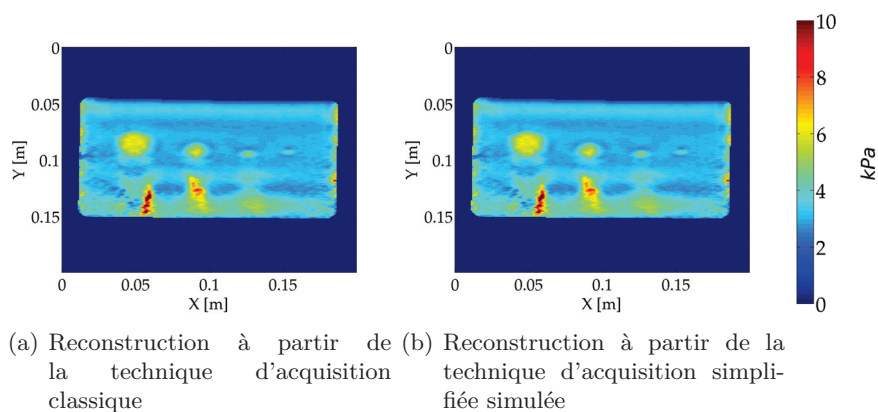 0
0.05
0.1
0.15
Y [m]
0
0.05
0.1
0.15
X [m]
0
0.05
0.1
0.15
Y [m]
0
0.05
0.1
0.15
X [m]
10
8
6
4
2
0
kPa
(a) Reconstruction à partir de
la technique d'acquisition
classique
(b) Reconstruction à partir de la
technique d'acquisition simpli-
fiée simulée